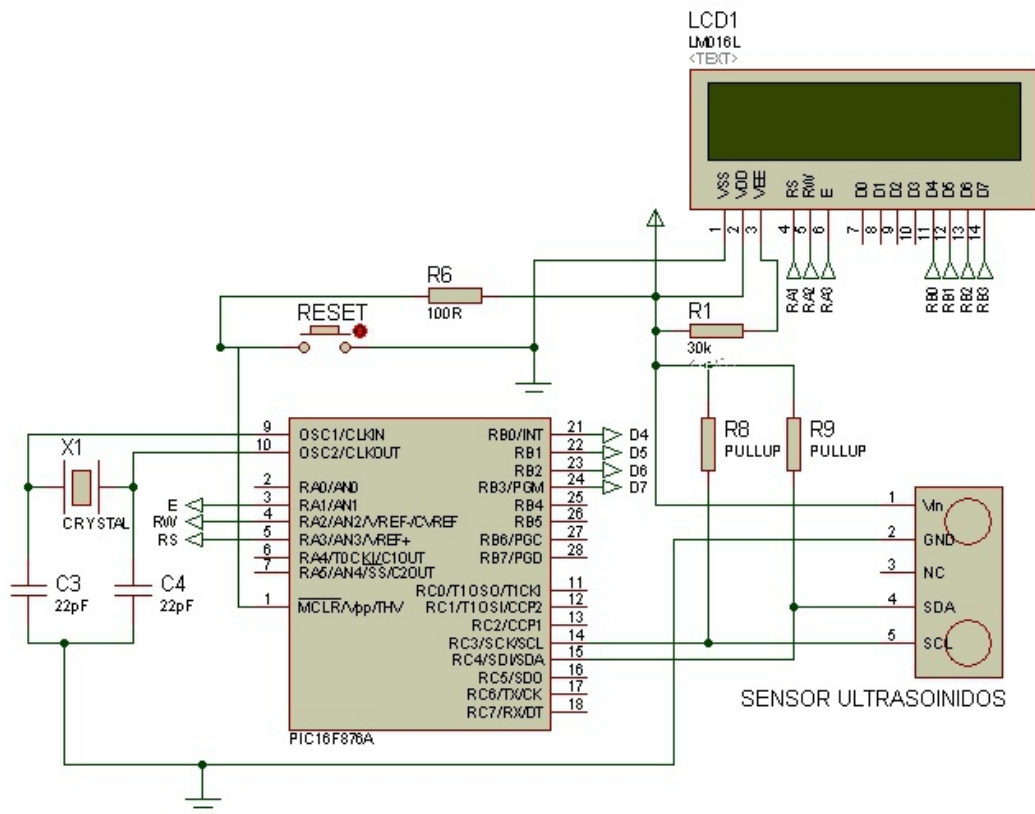 LCD1
LM016L
<TEXT>
VSS
VDD
VEE
RS
RW
E
D0
D1
D2
D3
D4
D5
D6
D7
1
2
3
4
5
6
7
8
9
10
11
12
13
14
RA1
RA2
RA3
RB0
RB1
RB2
RB3
R6
100R
RESET
R1
30k
R8
PULLUP
R9
PULLUP
X1
CRYSTAL
C3
22pF
C4
22pF
E
RW
RS
9 OSC1/CLKIN
10 OSC2/CLKOUT
2 RA0/AN0
3 RA1/AN1
4 RA2/AN2/VREF-/CVREF
5 RA3/AN3/VREF+
6 RA4/T0CKI/C1OUT
7 RA5/AN4/SS/C2OUT
1 MCLR/Vpp/THV
RB0/INT 21 D4
RB1 22 D5
RB2 23 D6
RB3/PGM 24 D7
RB4 25
RB5 26
RB6/PGC 27
RB7/PGD 28
RC0/T1OSO/T1CKI 11
RC1/T1OSI/CCP2 12
RC2/CCP1 13
RC3/SCK/SCL 14
RC4/SDI/SDA 15
RC5/SDO 16
RC6/TX/CK 17
RC7/RX/DT 18
PIC16F876A
1 Vin
2 GND
3 NC
4 SDA
5 SCL
SENSOR ULTRASOINIDOS